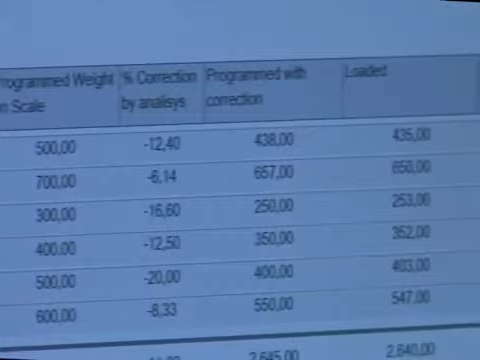 Programmed Weight % Correction Programmed with Loaded
on Scale by analisys correction
500,00 -12,40 438,00 435,00
700,00 -6,14 657,00 650,00
300,00 -16,60 250,00 253,00
400,00 -12,50 350,00 352,00
500,00 -20,00 400,00 403,00
600,00 -8,33 550,00 547,00
2.645,00 2.640,00